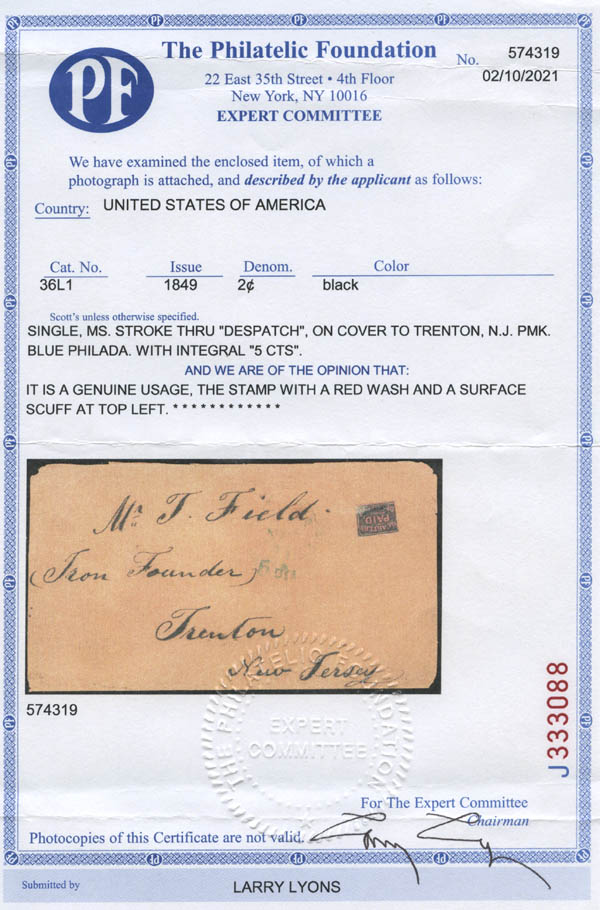 PF
The Philatelic Foundation
No. 574319
22 East 35th Street • 4th Floor
02/10/2021
New York, NY 10016
EXPERT COMMITTEE
We have examined the enclosed item, of which a
photograph is attached, and described by the applicant as follows:
Country: UNITED STATES OF AMERICA
Cat. No. Issue Denom. Color
36L1 1849 2¢ black
Scott's unless otherwise specified.
SINGLE, MS. STROKE THRU "DESPATCH", ON COVER TO TRENTON, N.J. PMK.
BLUE PHILADA. WITH INTEGRAL "5 CTS".
AND WE ARE OF THE OPINION THAT:
IT IS A GENUINE USAGE, THE STAMP WITH A RED WASH AND A SURFACE
SCUFF AT TOP LEFT. * * * * * * * * * * * *
Mr. T. Field.
PAID
(Iron Founder)
Trenton
New Jersey
574319
THE PHILATELIC FOUNDATION
EXPERT
COMMITTEE
J333088
For The Expert Committee
Chairman
Photocopies of this Certificate are not valid.
Submitted by LARRY LYONS